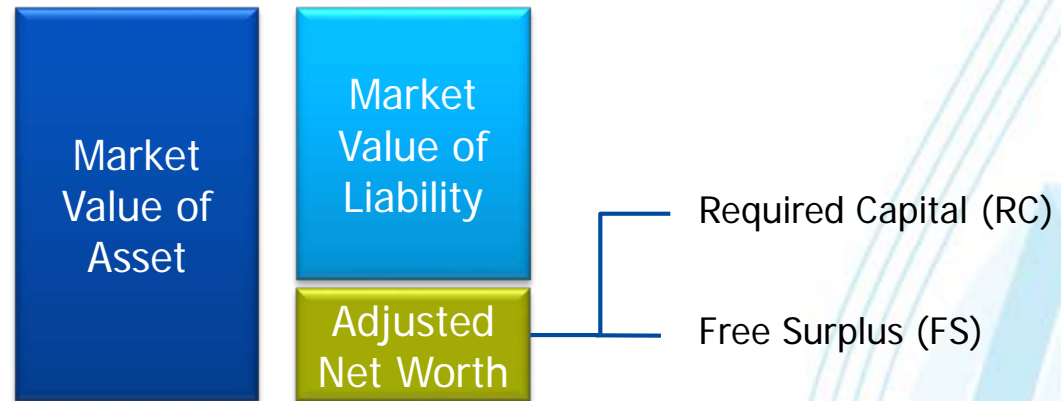 Market
Value of
Asset
Market
Value of
Liability
Adjusted
Net Worth
Required Capital (RC)
Free Surplus (FS)